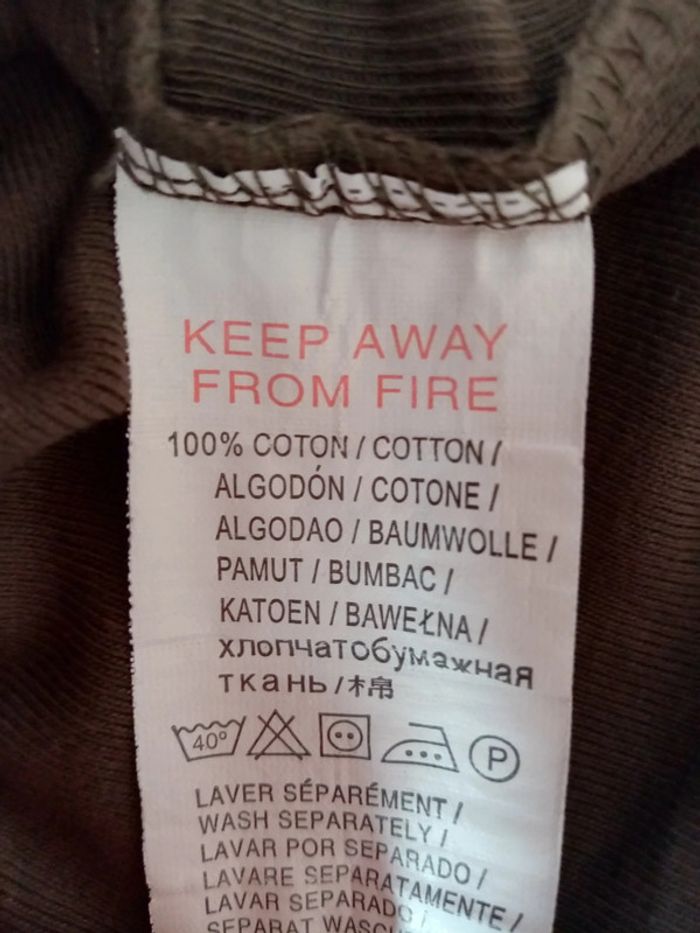 KEEP AWAY
FROM FIRE
100% COTON / COTTON /
ALGODÓN / COTONE /
ALGODAO / BAUMWOLLE /
PAMUT / BUMBAC /
KATOEN / BAWEŁNA /
хлопчатобумажная
ткань / 棉
40° P
LAVER SÉPARÉMENT /
WASH SEPARATELY /
LAVAR POR SEPARADO /
LAVARE SEPARATAMENTE /
LAVAR SEPARADO /
SEPARAT